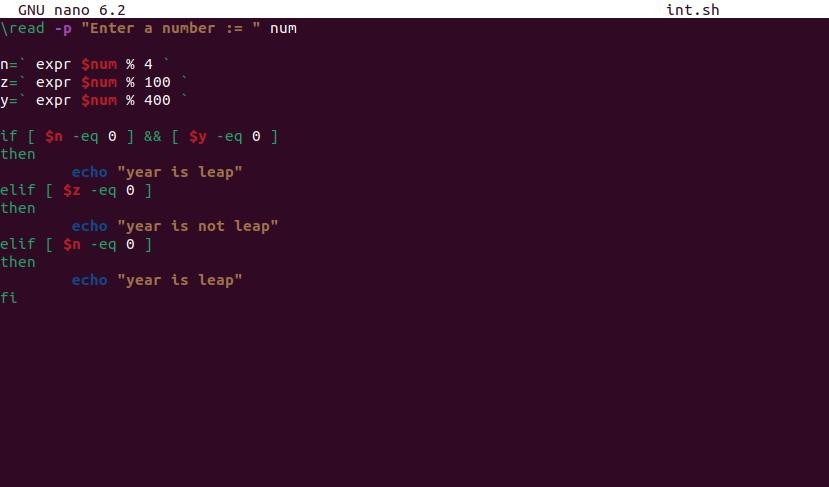 GNU nano 6.2 int.sh
\read -p "Enter a number := " num
n=` expr $num % 4 `
z=` expr $num % 100 `
y=` expr $num % 400 `
if [ $n -eq 0 ] && [ $y -eq 0 ]
then
echo "year is leap"
elif [ $z -eq 0 ]
then
echo "year is not leap"
elif [ $n -eq 0 ]
then
echo "year is leap"
fi